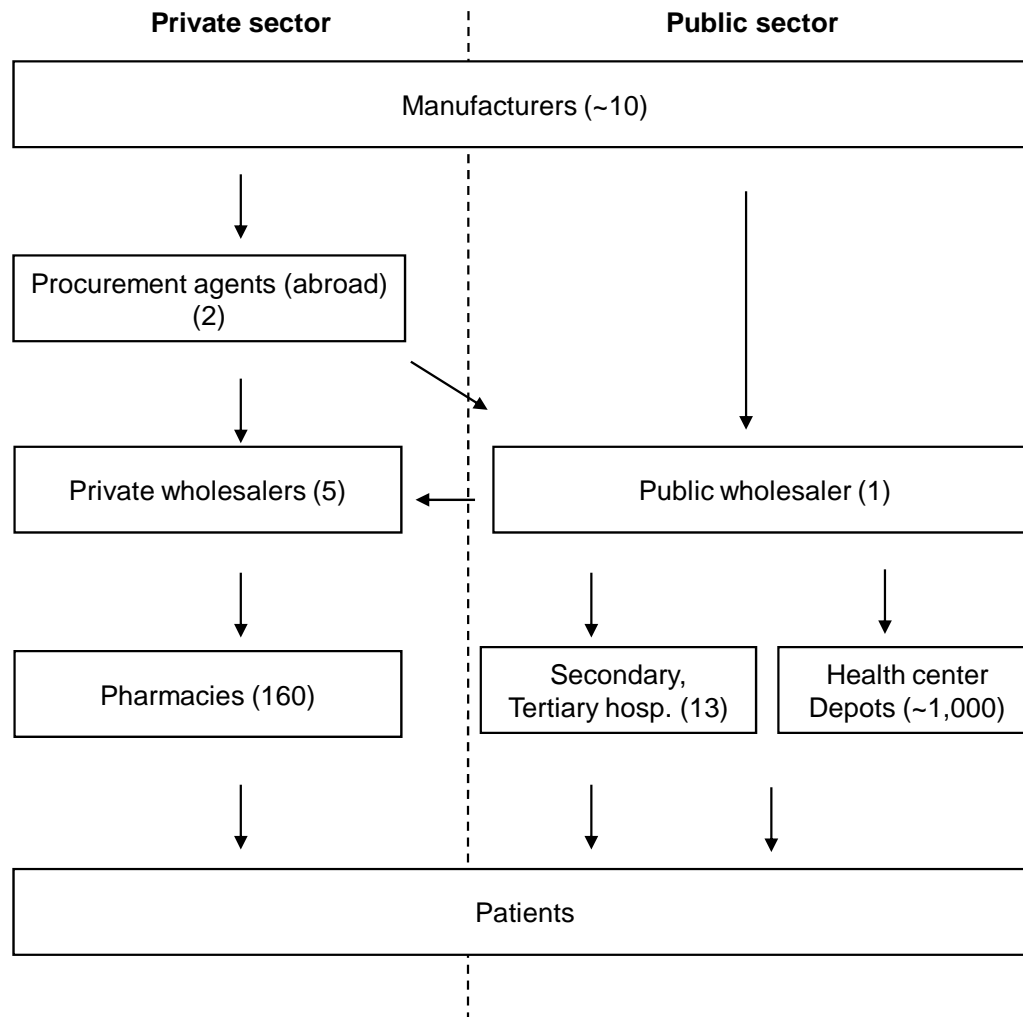 Private sector
Public sector
Manufacturers (~10)
Procurement agents (abroad)
(2)
Private wholesalers (5)
Public wholesaler (1)
Pharmacies (160)
Secondary,
Tertiary hosp. (13)
Health center
Depots (~1,000)
Patients